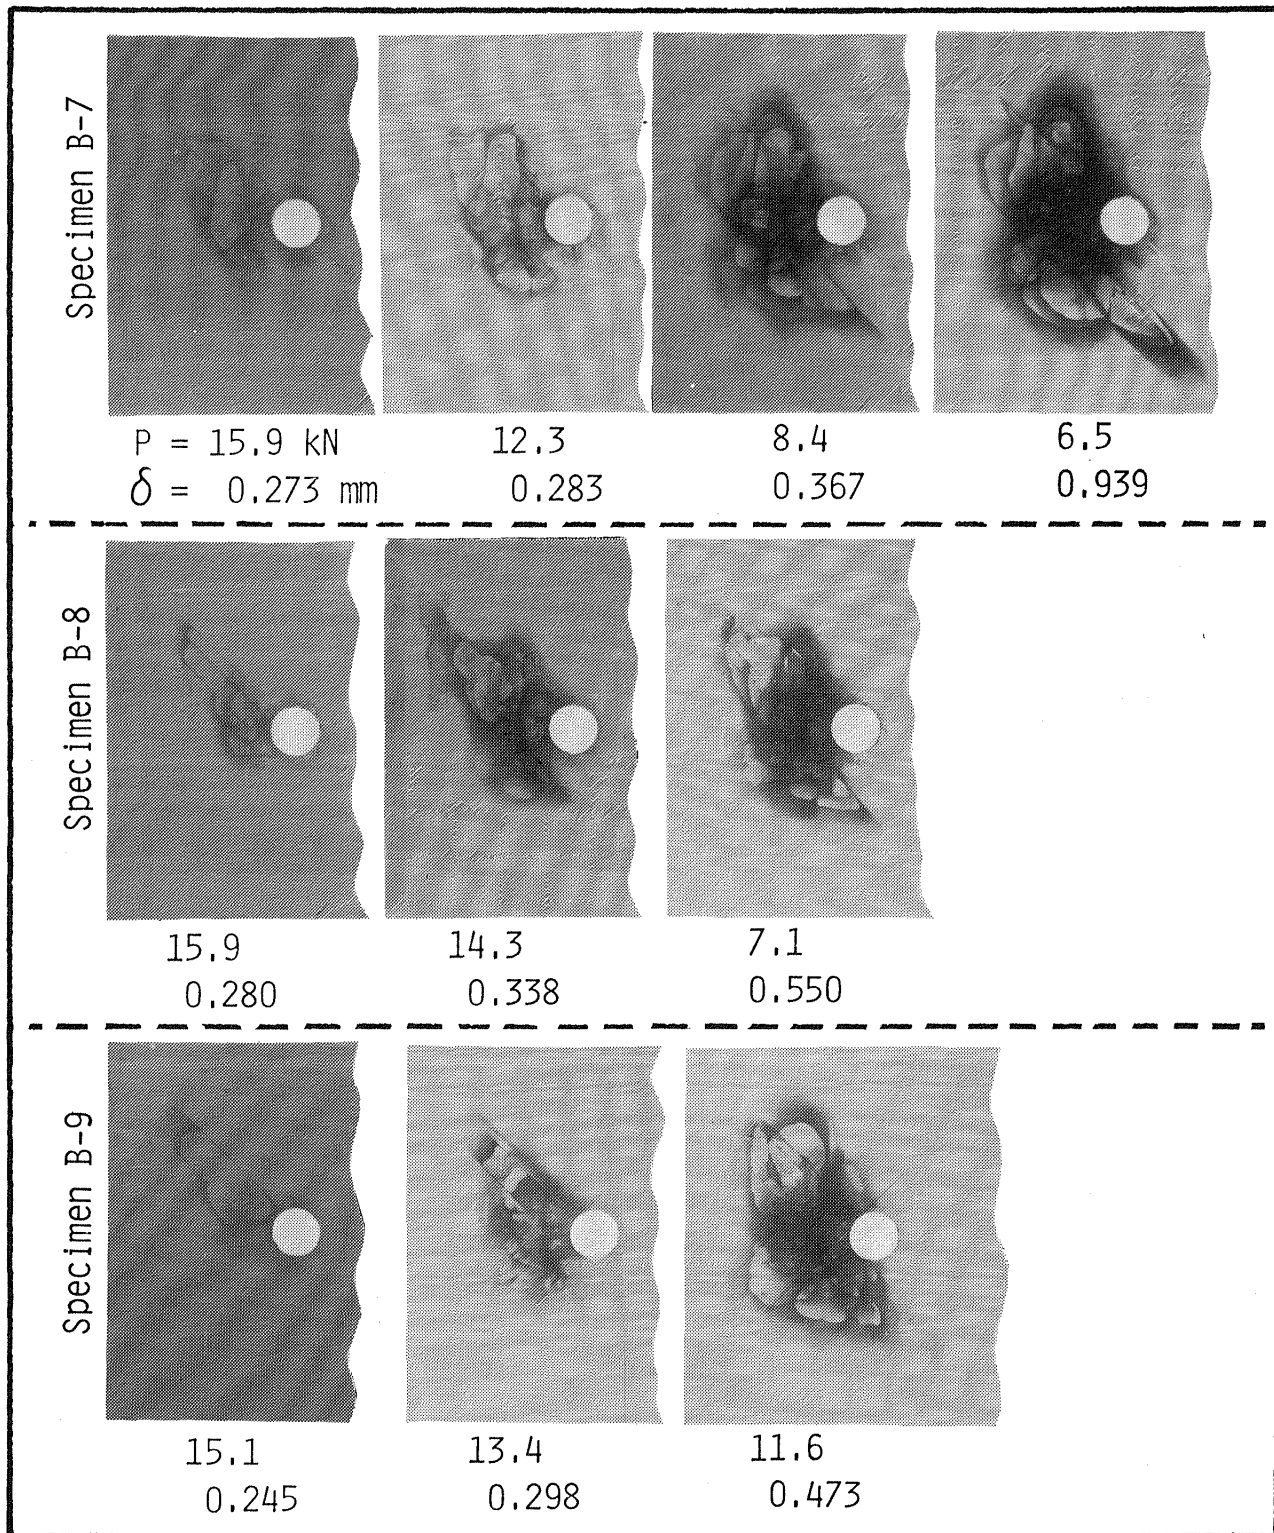 Specimen B-7
P = 15.9 kN 12.3 8.4 6.5
δ = 0.273 mm 0.283 0.367 0.939
Specimen B-8
15.9 14.3 7.1
0.280 0.338 0.550
Specimen B-9
15.1 13.4 11.6
0.245 0.298 0.473